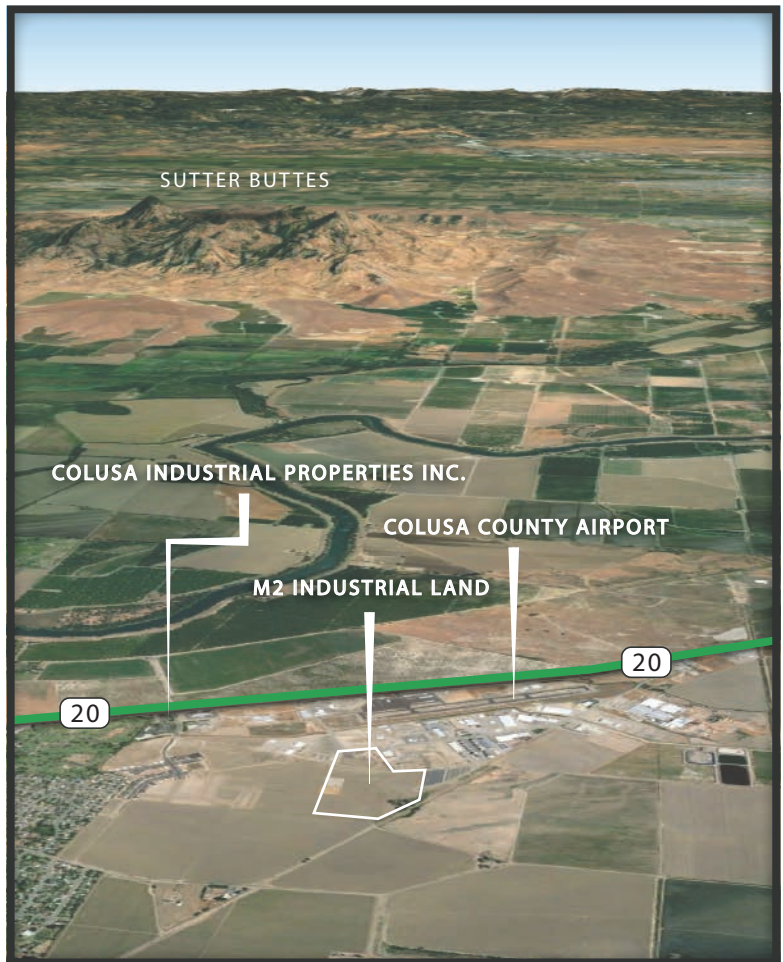 SUTTER BUTTES
COLUSA INDUSTRIAL PROPERTIES INC.
COLUSA COUNTY AIRPORT
M2 INDUSTRIAL LAND
20
20